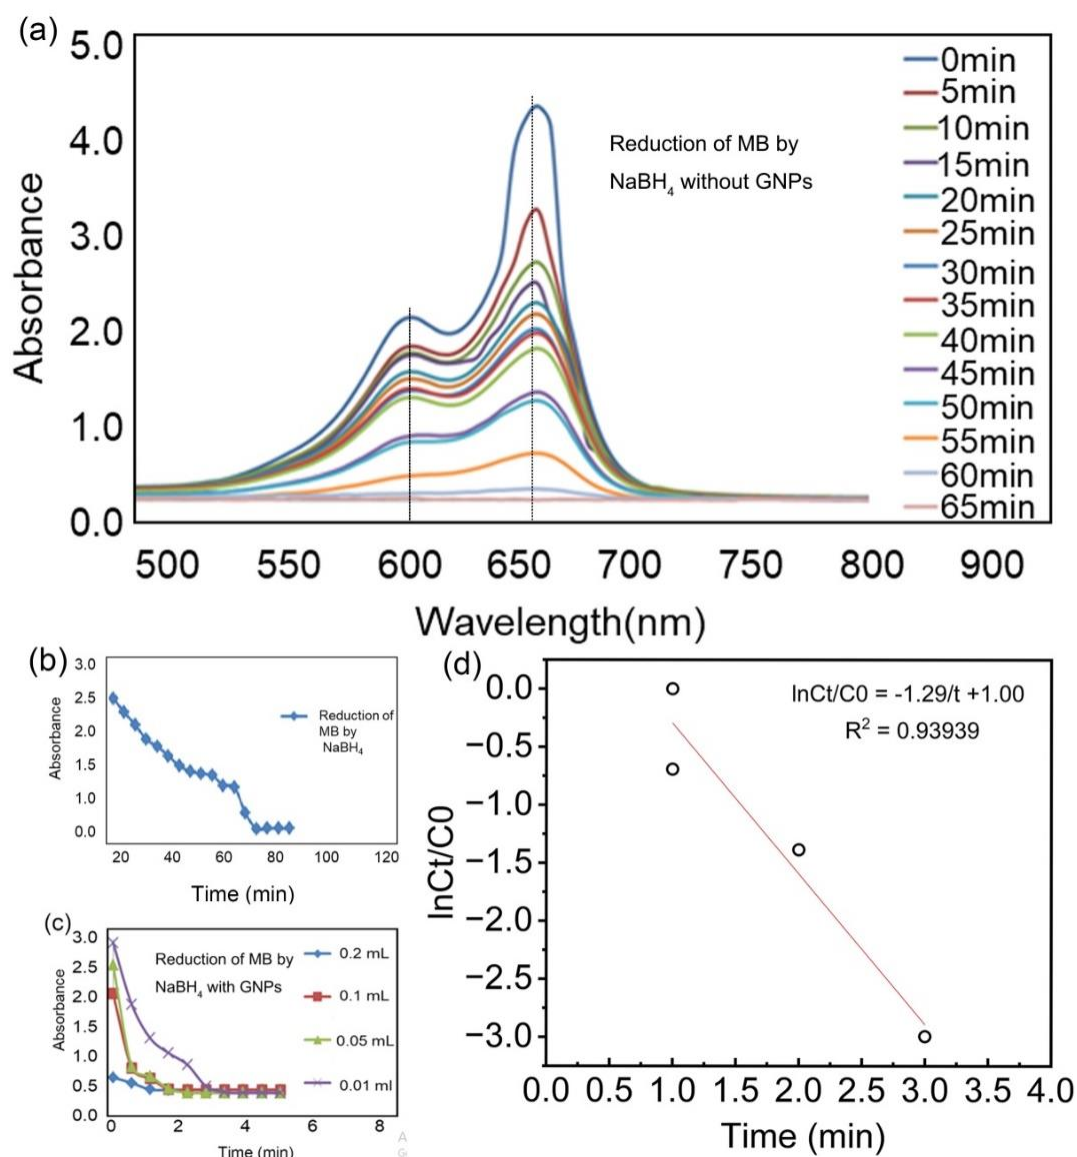 (a)
5.0
4.0
3.0
2.0
1.0
0.0
Absorbance
Reduction of MB by
NaBH₄ without GNPs
0min
5min
10min
15min
20min
25min
30min
35min
40min
45min
50min
55min
60min
65min
500 550 600 650 700 750 800 900
Wavelength(nm)
(b)
3.0
2.5
2.0
1.5
1.0
0.0
Absorbance
Reduction of
MB by
NaBH₄
20 40 60 80 100 120
Time (min)
(c)
3.0
2.5
2.0
1.5
1.0
0.5
0.0
Absorbance
Reduction of MB by
NaBH₄ with GNPs
0.2 mL
0.1 mL
0.05 mL
0.01 ml
0 2 4 6 8
Time (min)
(d)
0.0
−0.5
−1.0
−1.5
−2.0
−2.5
−3.0
lnCt/C0
lnCt/C0 = -1.29/t +1.00
R² = 0.93939
0.0 0.5 1.0 1.5 2.0 2.5 3.0 3.5 4.0
Time (min)